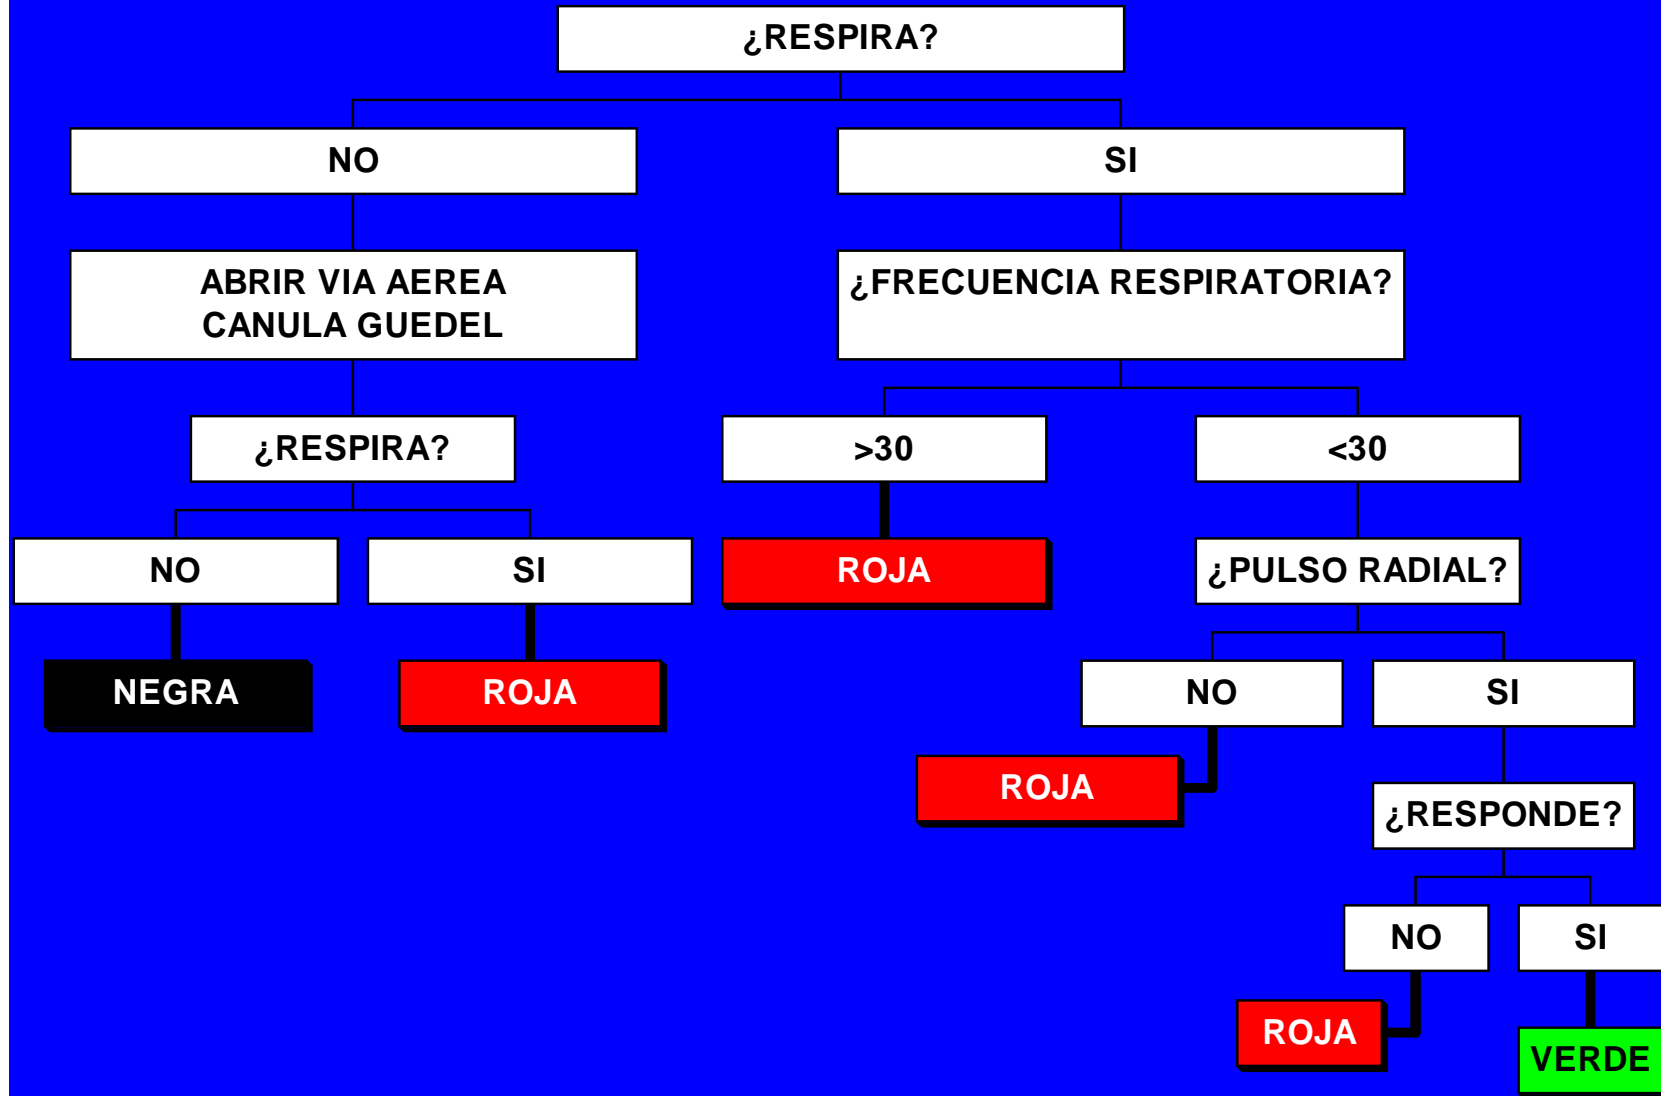 ¿RESPIRA?
NO
SI
ABRIR VIA AEREA
CANULA GUEDEL
¿FRECUENCIA RESPIRATORIA?
¿RESPIRA?
>30
<30
NO
SI
ROJA
¿PULSO RADIAL?
NEGRA
ROJA
NO
SI
ROJA
¿RESPONDE?
NO
SI
ROJA
VERDE